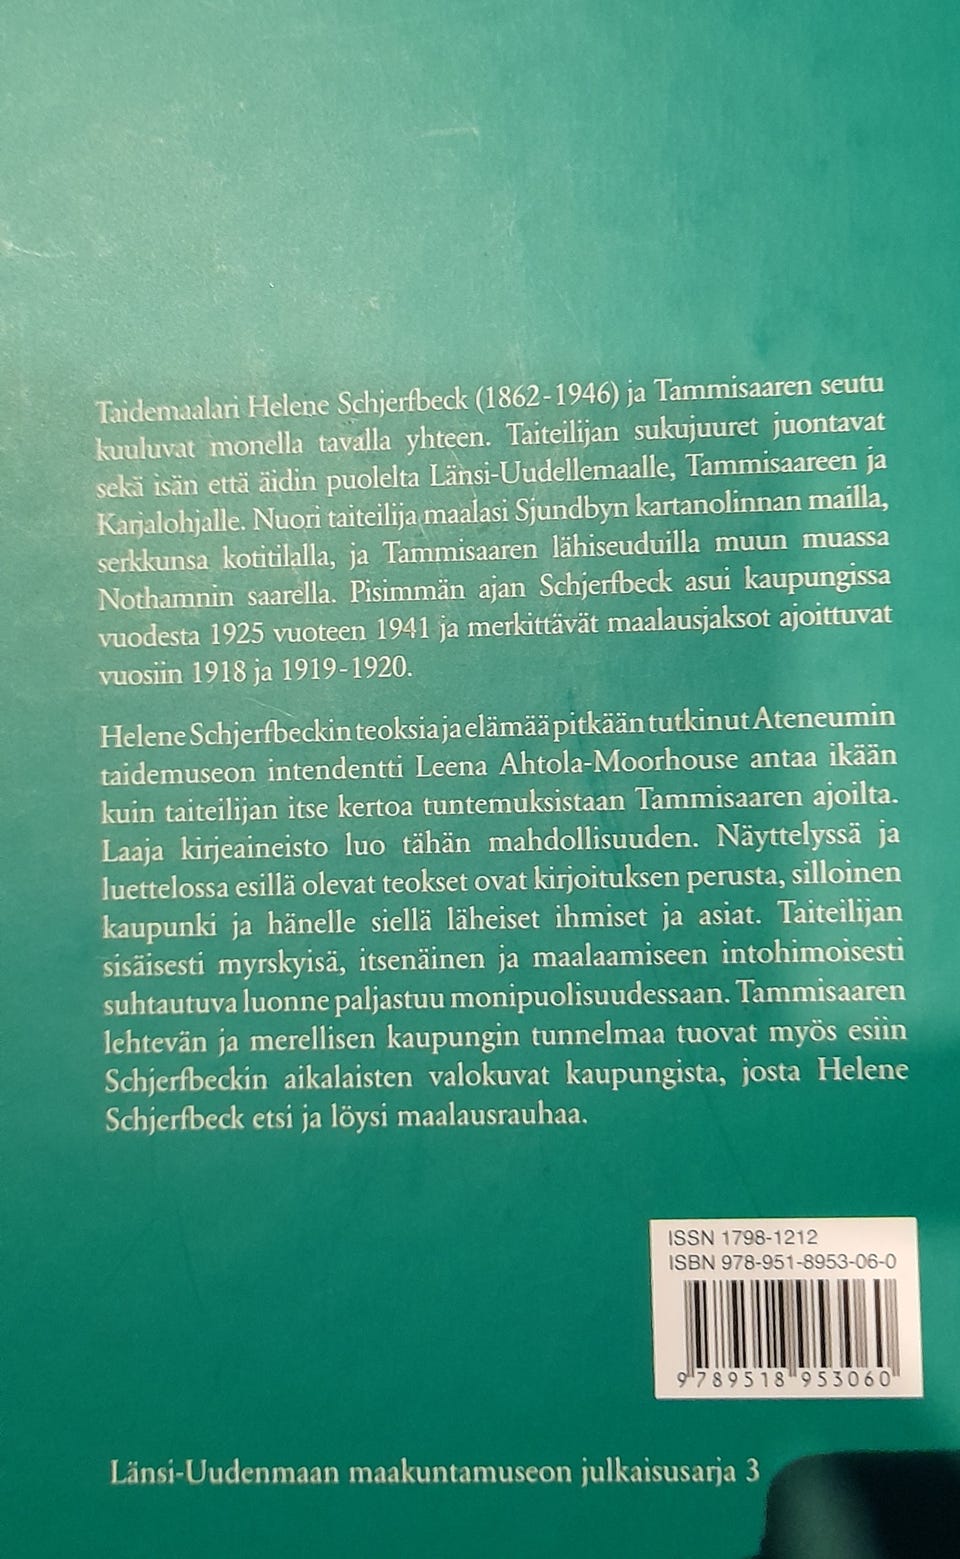 Taidemaalari Helene Schjerfbeck (1862-1946) ja Tammisaaren seutu
kuuluvat monella tavalla yhteen. Taiteilijan sukujuuret juontavat
sekä isän että äidin puolelta Länsi-Uudellemaalle, Tammisaareen ja
Karjalohjalle. Nuori taiteilija maalasi Sjundbyn kartanolinnan mailla,
serkkunsa kotitilalla, ja Tammisaaren lähiseuduilla muun muassa
Nothamnin saarella. Pisimmän ajan Schjerfbeck asui kaupungissa
vuodesta 1925 vuoteen 1941 ja merkittävät maalausjaksot ajoittuvat
vuosiin 1918 ja 1919-1920.
Helene Schjerfbeckin teoksia ja elämää pitkään tutkinut Ateneumin
taidemuseon intendentti Leena Ahtola-Moorhouse antaa ikään
kuin taiteilijan itse kertoa tuntemuksistaan Tammisaaren ajoilta.
Laaja kirjeaineisto luo tähän mahdollisuuden. Näyttelyssä ja
luettelossa esillä olevat teokset ovat kirjoituksen perusta, silloinen
kaupunki ja hänelle siellä läheiset ihmiset ja asiat. Taiteilijan
sisäisesti myrskyisä, itsenäinen ja maalaamiseen intohimoisesti
suhtautuva luonne paljastuu monipuolisuudessaan. Tammisaaren
lehtevän ja merellisen kaupungin tunnelmaa tuovat myös esiin
Schjerfbeckin aikalaisten valokuvat kaupungista, josta Helene
Schjerfbeck etsi ja löysi maalausrauhaa.
ISSN 1798-1212
ISBN 978-951-8953-06-0
9 789518 953060
Länsi-Uudenmaan maakuntamuseon julkaisusarja 3